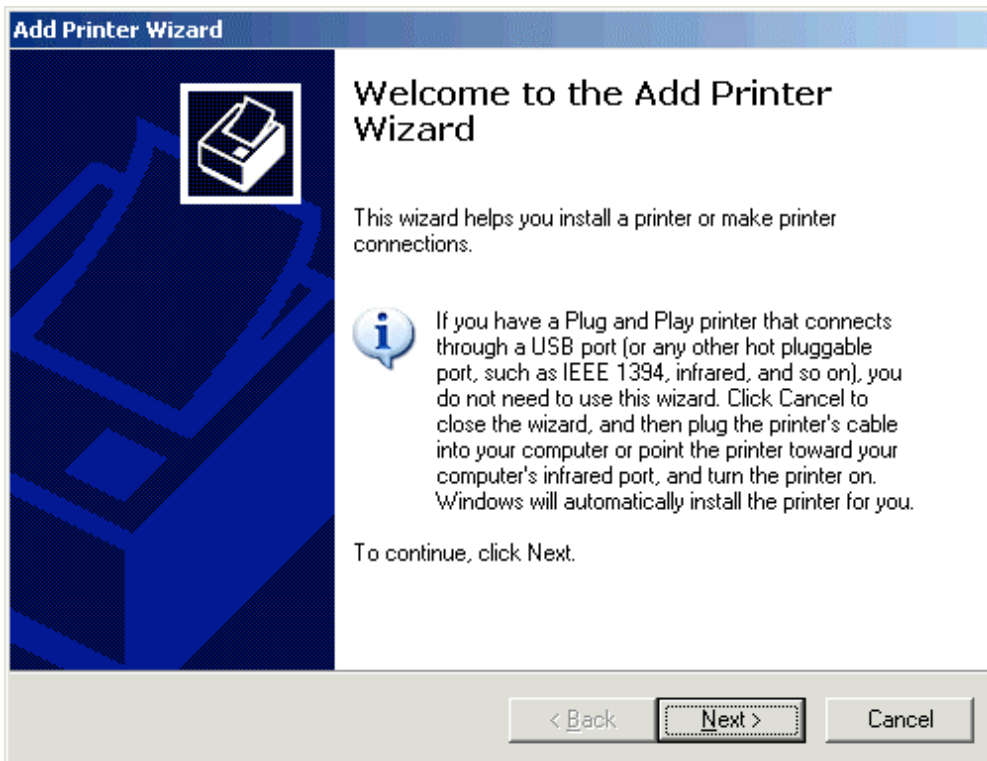 Add Printer Wizard
Welcome to the Add Printer
Wizard
This wizard helps you install a printer or make printer
connections.
If you have a Plug and Play printer that connects
through a USB port (or any other hot pluggable
port, such as IEEE 1394, infrared, and so on), you
do not need to use this wizard. Click Cancel to
close the wizard, and then plug the printer's cable
into your computer or point the printer toward your
computer's infrared port, and turn the printer on.
Windows will automatically install the printer for you.
To continue, click Next.
< Back
Next >
Cancel